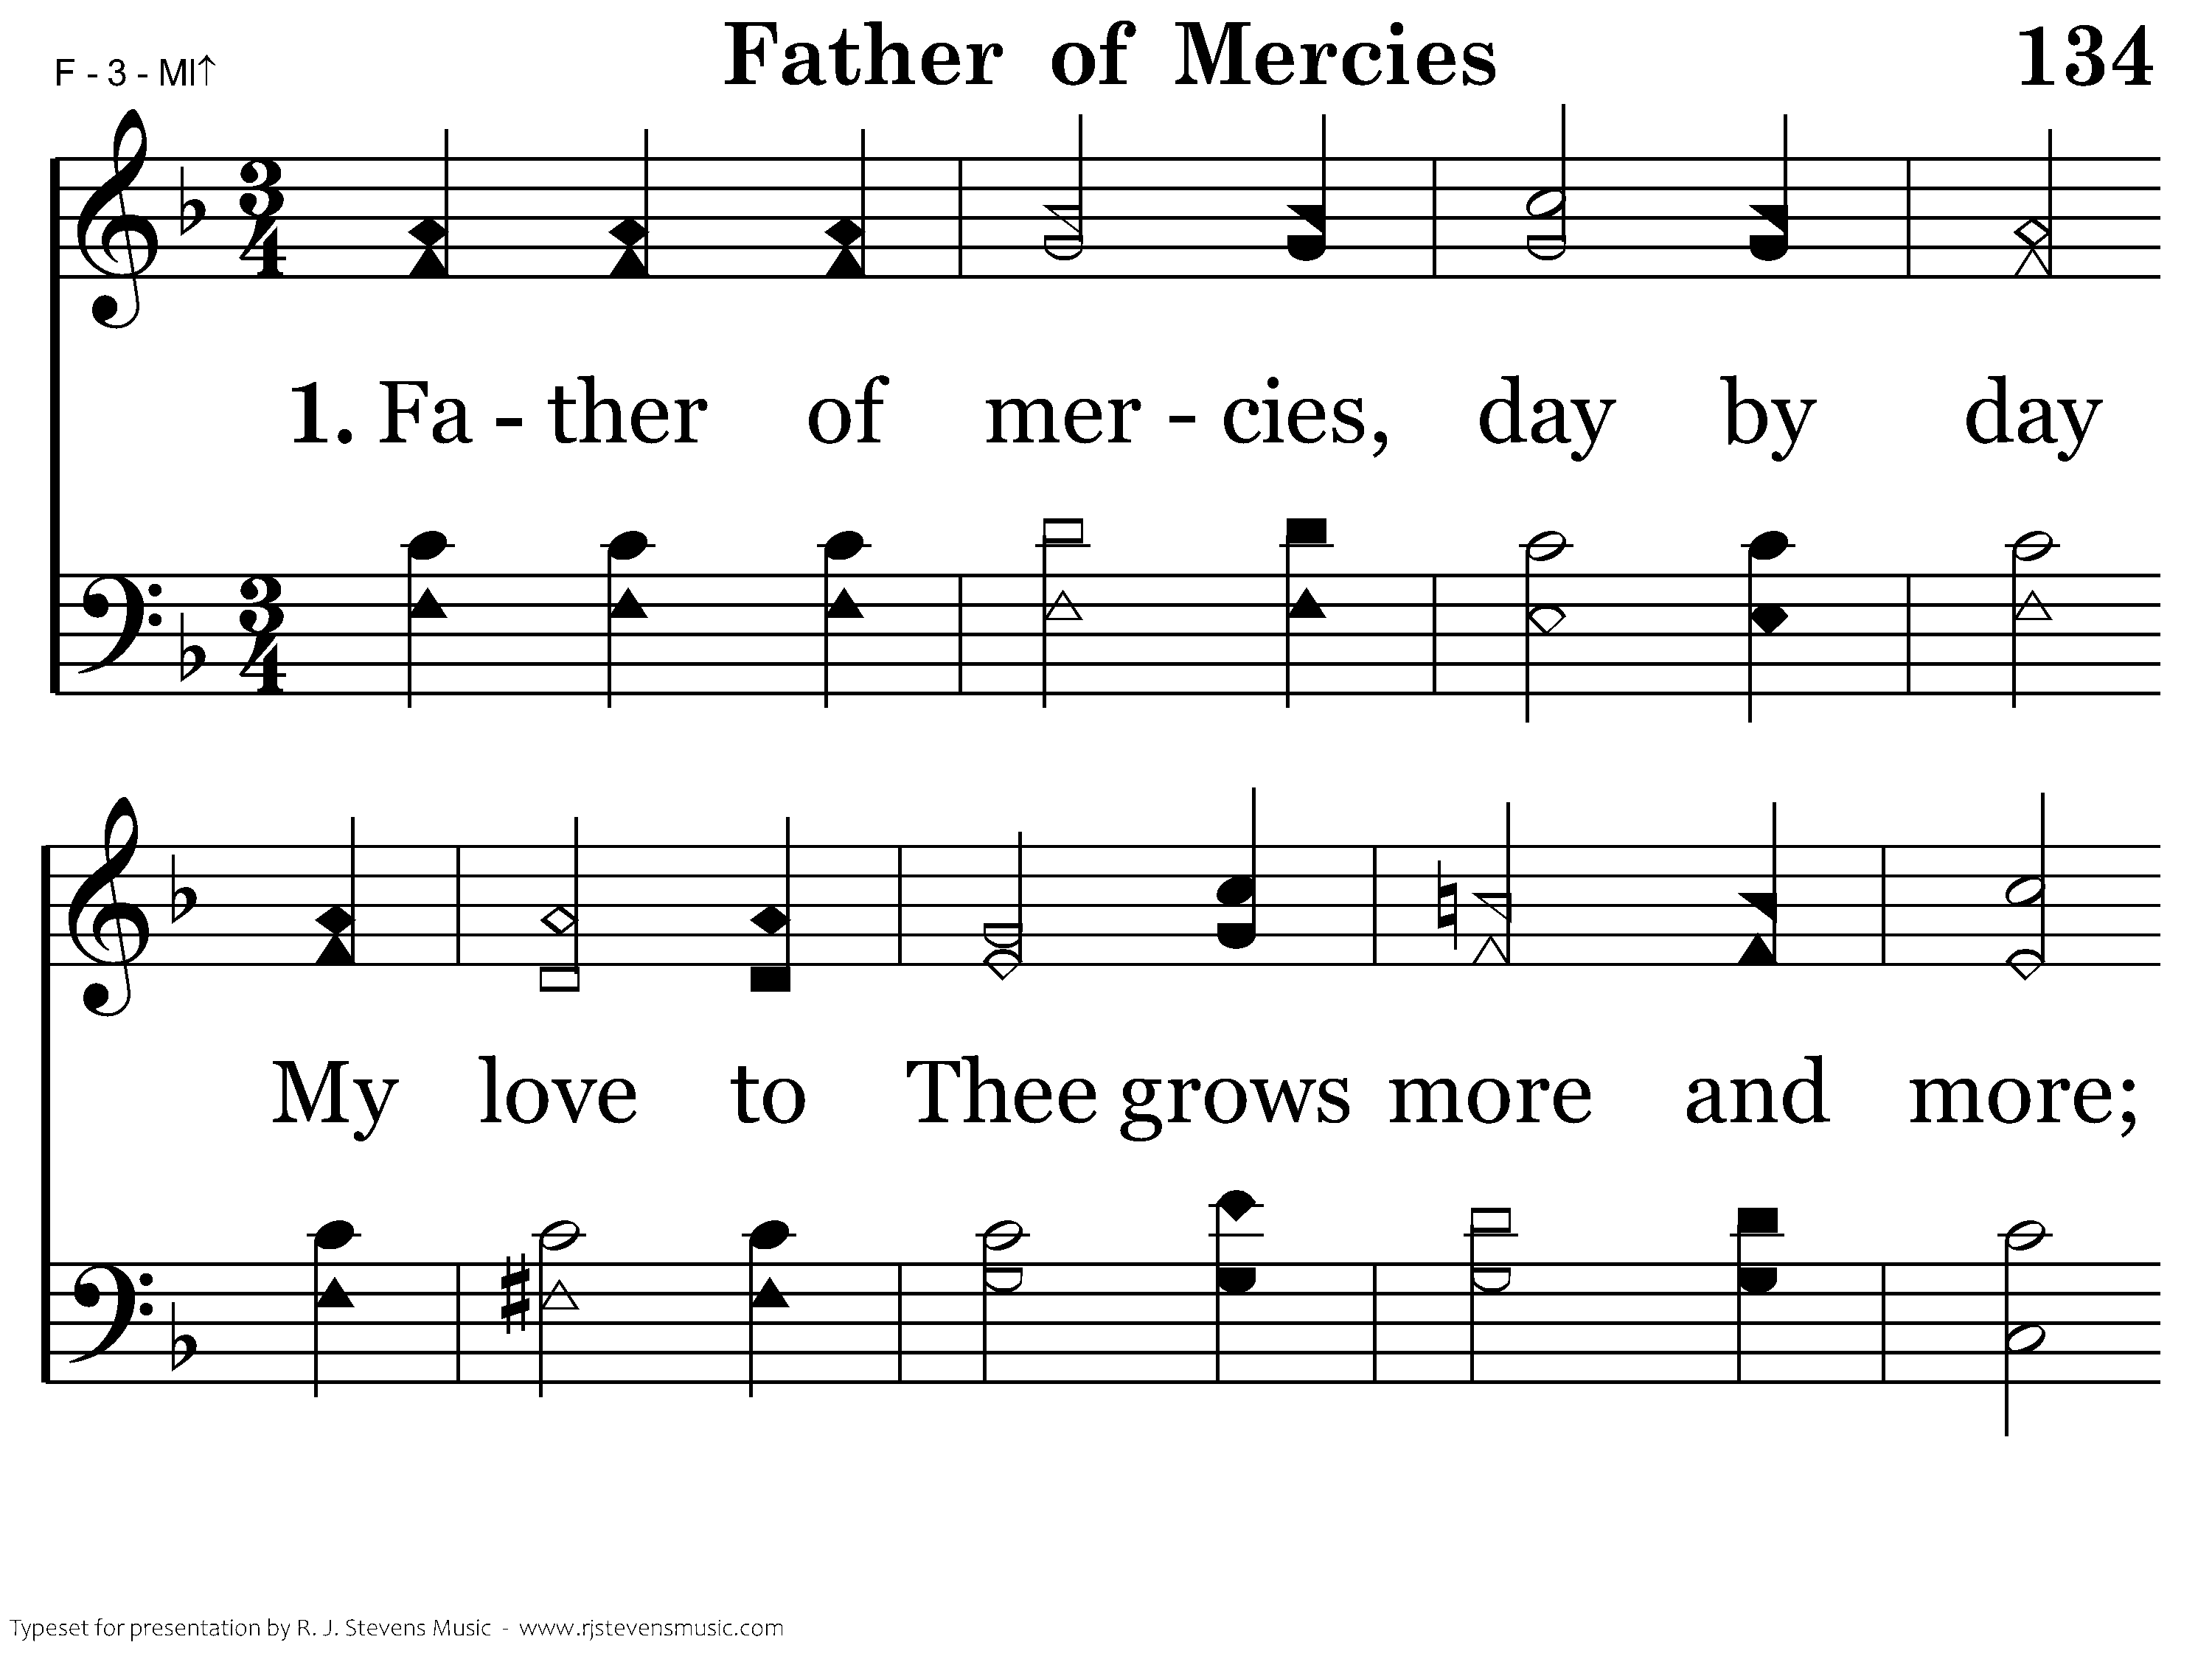 F - 3 - MI↑
Father of Mercies
134
1. Fa - ther of mer - cies, day by day
My love to Thee grows more and more;
Typeset for presentation by R. J. Stevens Music - www.rjstevensmusic.com